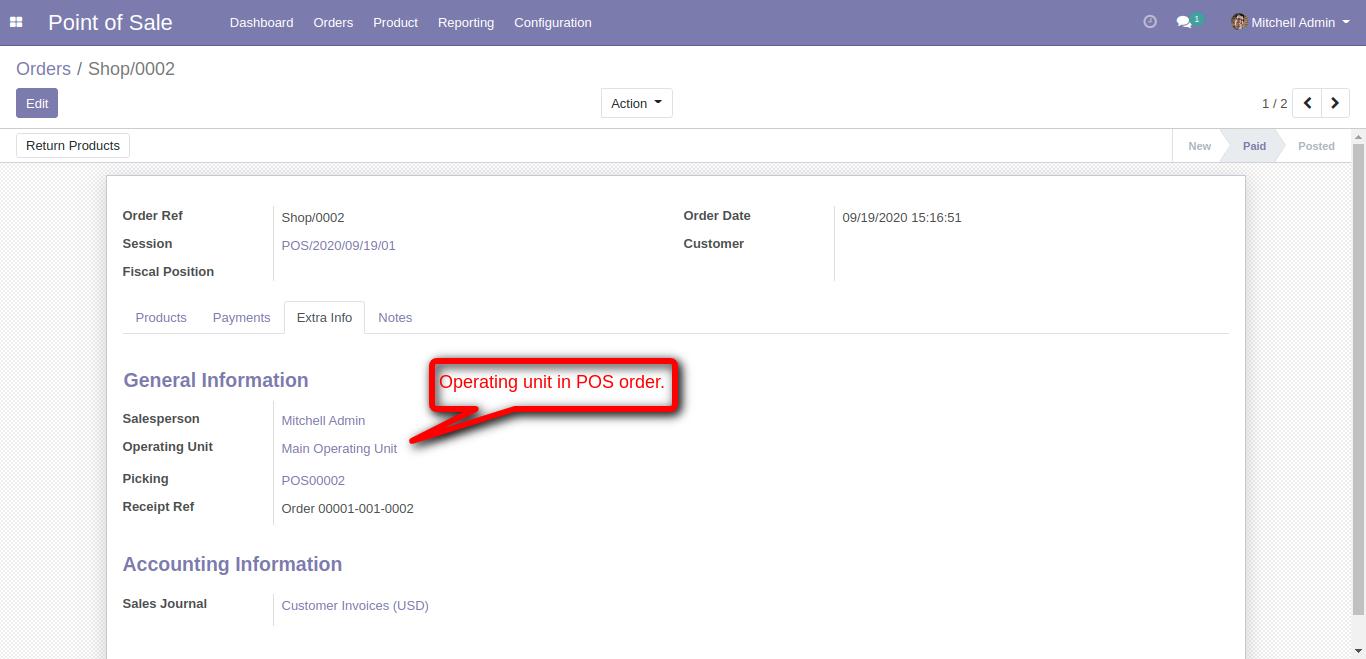 Point of Sale Dashboard Orders Product Reporting Configuration 1 Mitchell Admin
Orders / Shop/0002
Edit Action 1 / 2
Return Products New Paid Posted
Order Ref Shop/0002 Order Date 09/19/2020 15:16:51
Session POS/2020/09/19/01 Customer
Fiscal Position
Products Payments Extra Info Notes
General Information
Operating unit in POS order.
Salesperson Mitchell Admin
Operating Unit Main Operating Unit
Picking POS00002
Receipt Ref Order 00001-001-0002
Accounting Information
Sales Journal Customer Invoices (USD)